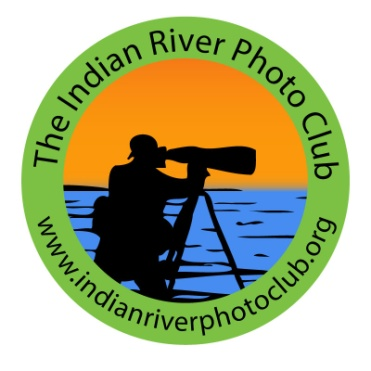 The Indian River Photo Club
www.indianriverphotoclub.org